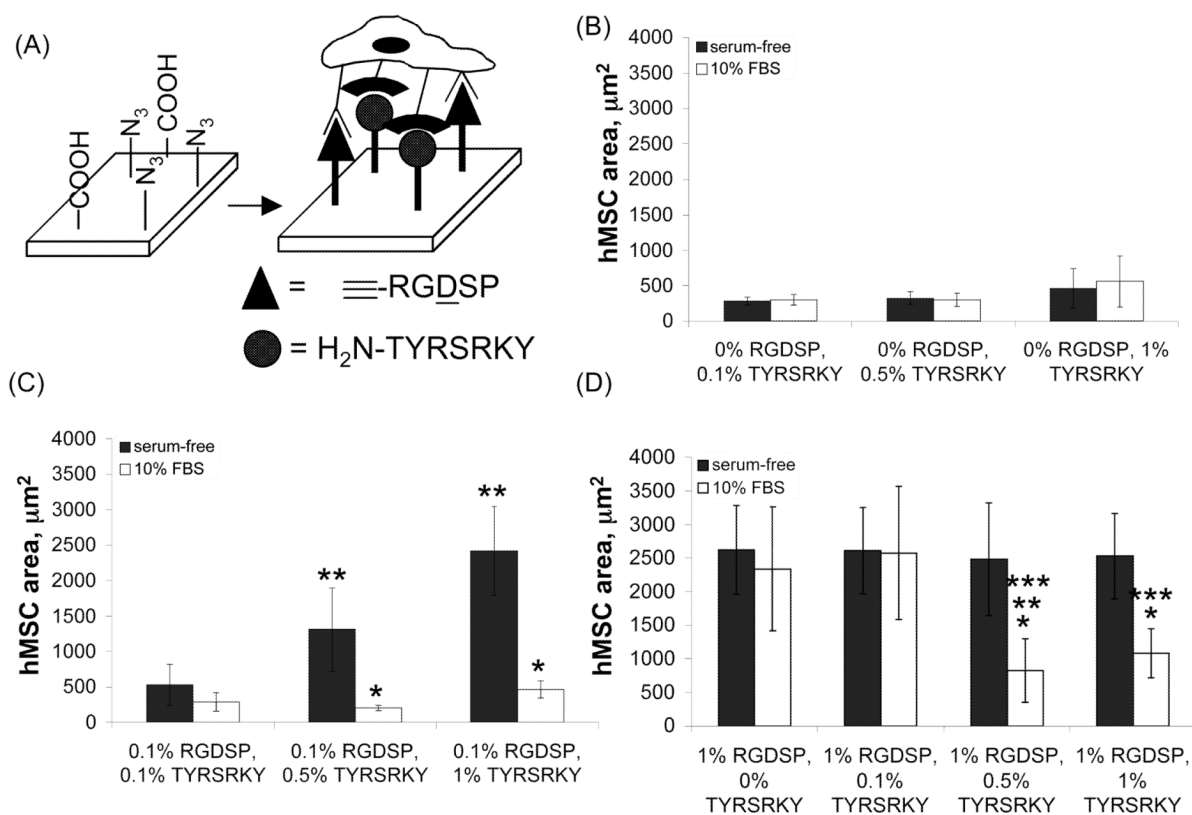 (A)
COOH
N3
COOH
N3
N3
= ≡-RGDSP
= H2N-TYRSRKY
(B)
hMSC area, μm2
4000
3500
3000
2500
2000
1500
1000
500
0
serum-free
10% FBS
0% RGDSP,
0.1% TYRSRKY
0% RGDSP,
0.5% TYRSRKY
0% RGDSP, 1%
TYRSRKY
(C)
hMSC area, μm2
4000
3500
3000
2500
2000
1500
1000
500
0
serum-free
10% FBS
**
*
**
*
0.1% RGDSP,
0.1% TYRSRKY
0.1% RGDSP,
0.5% TYRSRKY
0.1% RGDSP,
1% TYRSRKY
(D)
hMSC area, μm2
4000
3500
3000
2500
2000
1500
1000
500
0
serum-free
10% FBS
***
**
*
***
*
1% RGDSP,
0%
TYRSRKY
1% RGDSP,
0.1%
TYRSRKY
1% RGDSP,
0.5%
TYRSRKY
1% RGDSP,
1%
TYRSRKY